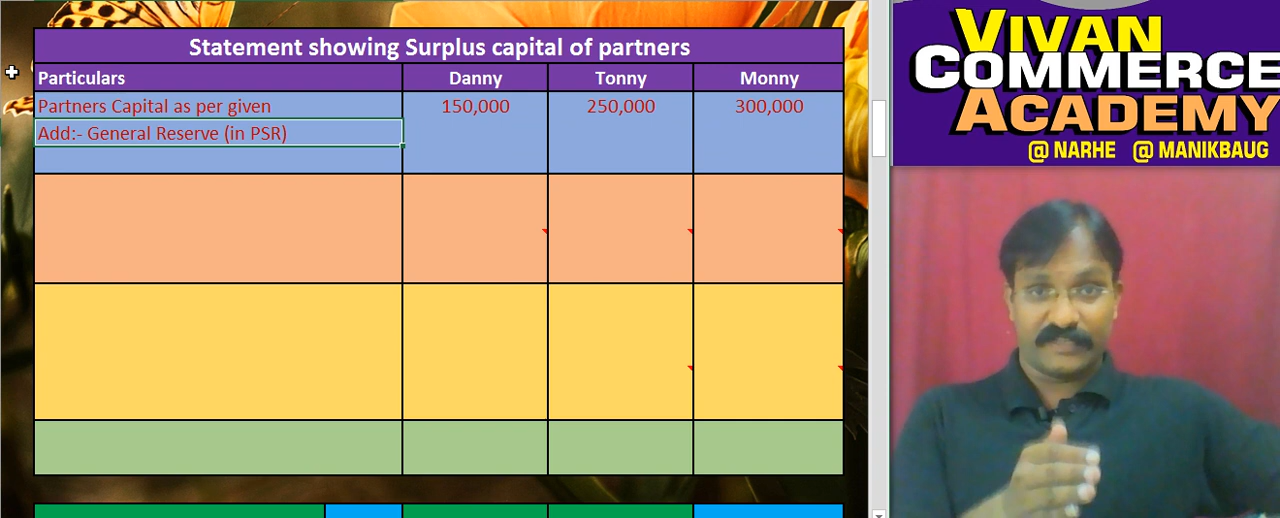 Statement showing Surplus capital of partners
Particulars Danny Tonny Monny
Partners Capital as per given 150,000 250,000 300,000
Add:- General Reserve (in PSR)
VIVAN
COMMERCE
ACADEMY
@ NARHE @ MANIKBAUG